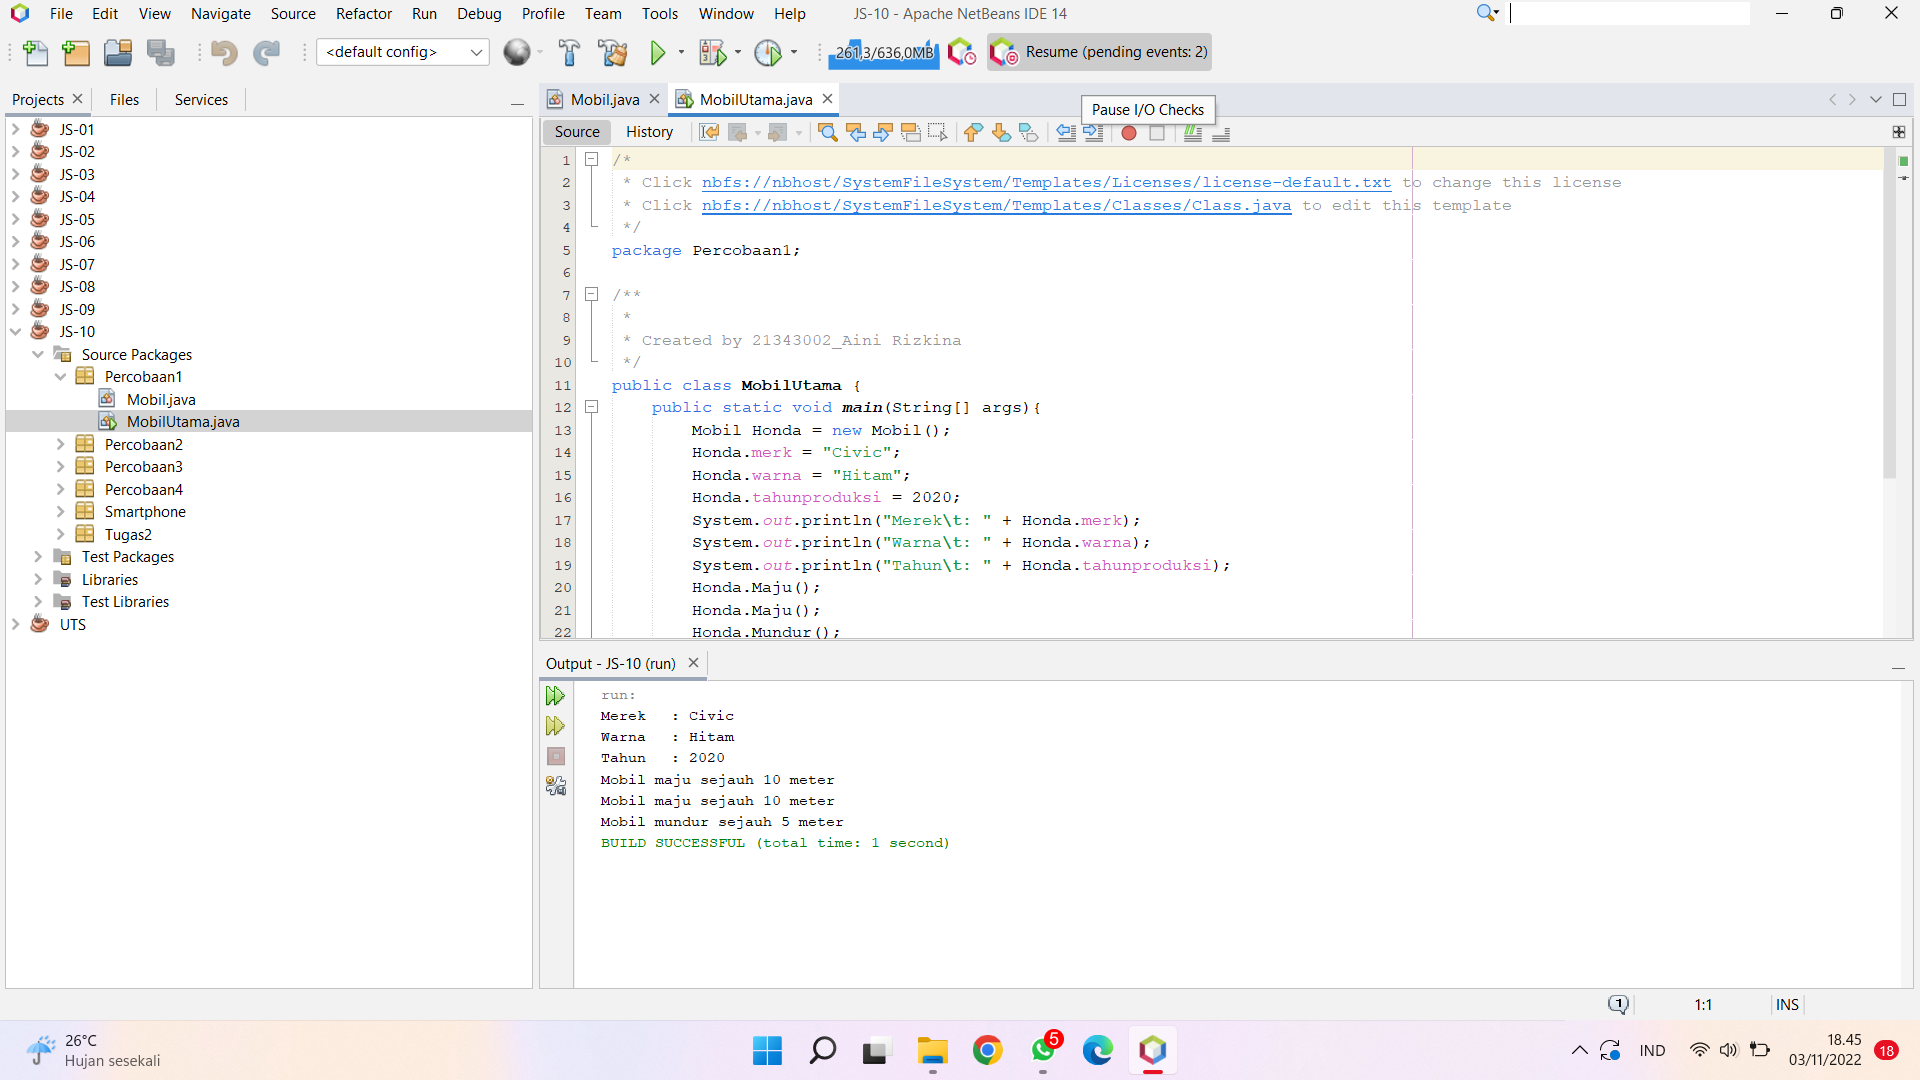 File Edit View Navigate Source Refactor Run Debug Profile Team Tools Window Help JS-10 - Apache NetBeans IDE 14
<default config> 261,3/636,0MB Resume (pending events: 2)
Projects Files Services Mobil.java MobilUtama.java
Pause I/O Checks
Source History
JS-01
JS-02
JS-03
JS-04
JS-05
JS-06
JS-07
JS-08
JS-09
JS-10
Source Packages
Percobaan1
Mobil.java
MobilUtama.java
Percobaan2
Percobaan3
Percobaan4
Smartphone
Tugas2
Test Packages
Libraries
Test Libraries
UTS
1 /*
2 * Click nbfs://nbhost/SystemFileSystem/Templates/Licenses/license-default.txt to change this license
3 * Click nbfs://nbhost/SystemFileSystem/Templates/Classes/Class.java to edit this template
4 */
5 package Percobaan1;
6
7 /**
8 *
9 * Created by 21343002_Aini Rizkina
10 */
11 public class MobilUtama {
12 public static void main(String[] args){
13 Mobil Honda = new Mobil();
14 Honda.merk = "Civic";
15 Honda.warna = "Hitam";
16 Honda.tahunproduksi = 2020;
17 System.out.println("Merek\t: " + Honda.merk);
18 System.out.println("Warna\t: " + Honda.warna);
19 System.out.println("Tahun\t: " + Honda.tahunproduksi);
20 Honda.Maju();
21 Honda.Maju();
22 Honda.Mundur();
Output - JS-10 (run)
run:
Merek : Civic
Warna : Hitam
Tahun : 2020
Mobil maju sejauh 10 meter
Mobil maju sejauh 10 meter
Mobil mundur sejauh 5 meter
BUILD SUCCESSFUL (total time: 1 second)
1 1:1 INS
26°C
Hujan sesekali
5
IND
18.45
03/11/2022
18